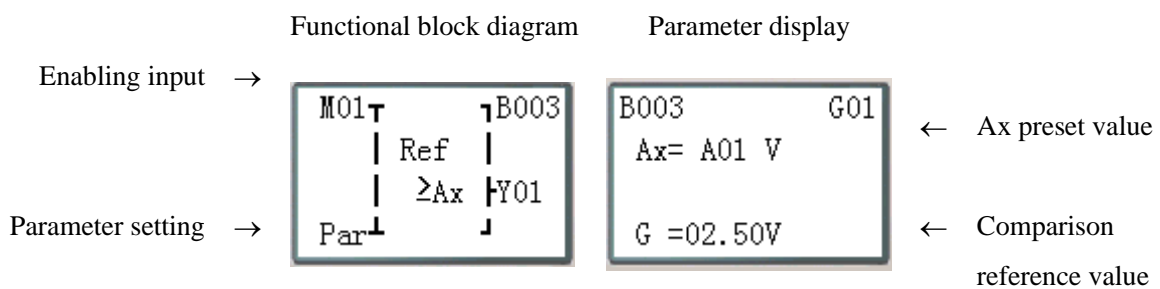 Functional block diagram Parameter display
Enabling input →
M01 B003
Ref
≥Ax Y01
Par
Parameter setting →
B003 G01
Ax= A01 V
G =02.50V
← Ax preset value
← Comparison
reference value